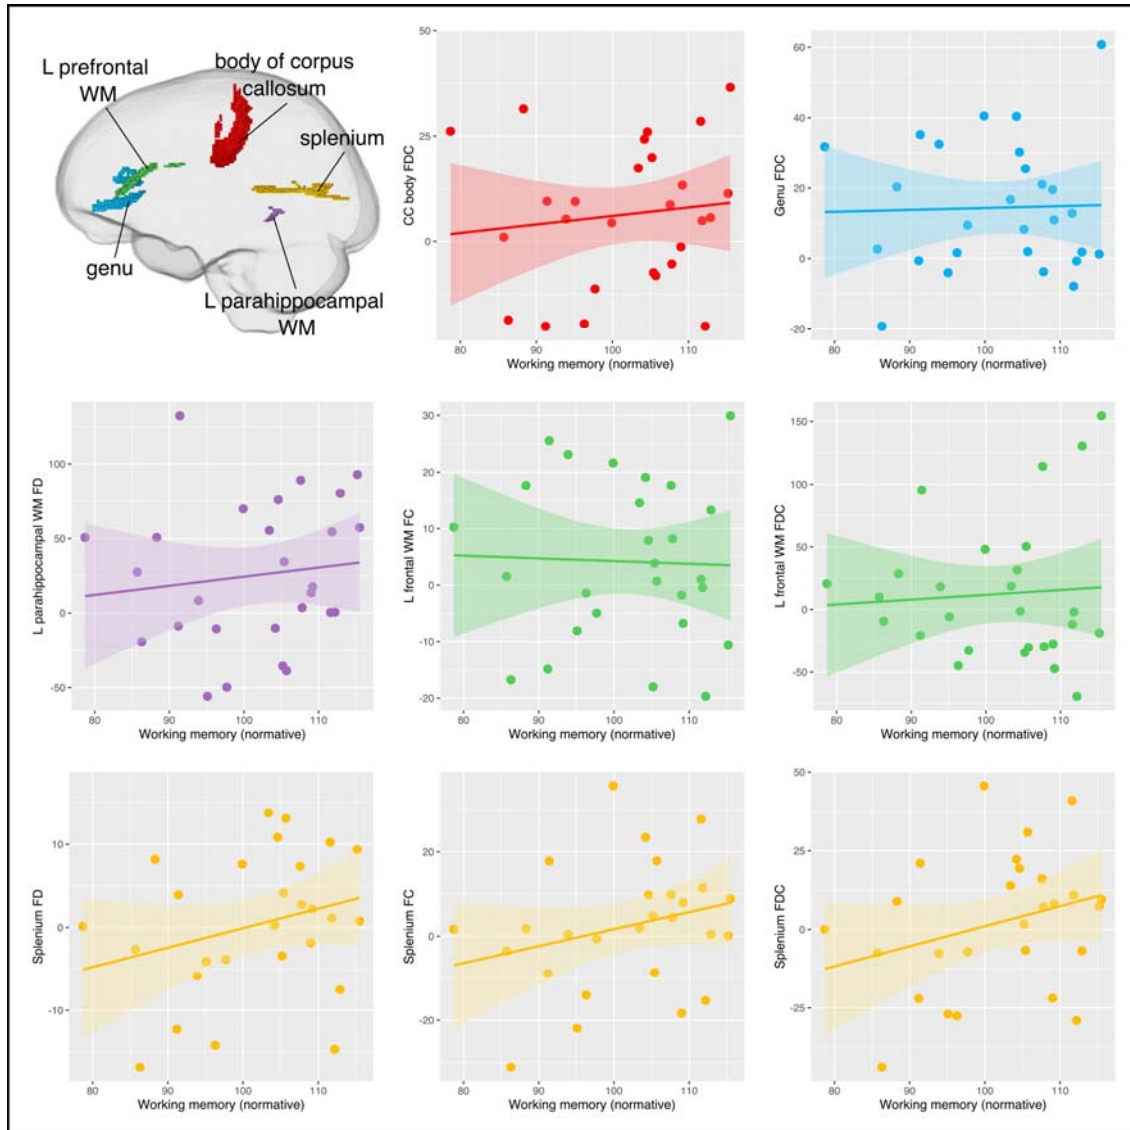 L prefrontal
WM
body of corpus
callosum
splenium
genu
L parahippocampal
WM
CC body FDC
50
25
0
80
90
100
110
Working memory (normative)
Genu FDC
60
40
20
0
-20
80
90
100
110
Working memory (normative)
L parahippocampal WM FD
100
50
0
-50
80
90
100
110
Working memory (normative)
L frontal WM FC
30
20
10
0
-10
-20
80
90
100
110
Working memory (normative)
L frontal WM FDC
150
100
50
0
-50
80
90
100
110
Working memory (normative)
Splenium FD
10
0
-10
80
90
100
110
Working memory (normative)
Splenium FC
20
0
-20
80
90
100
110
Working memory (normative)
Splenium FDC
50
25
0
-25
80
90
100
110
Working memory (normative)